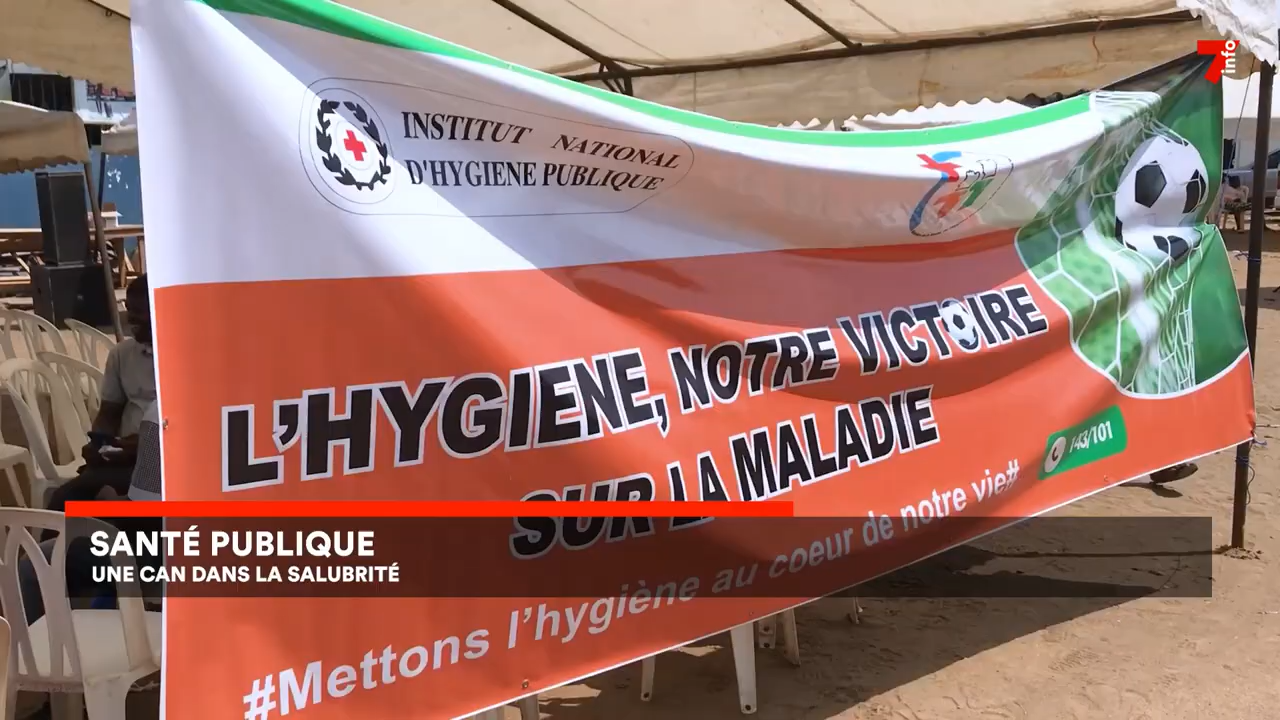 7info
INSTITUT NATIONAL
D'HYGIENE PUBLIQUE
L'HYGIENE, NOTRE VICTOIRE
SUR LA MALADIE
143/101
#Mettons l'hygiène au coeur de notre vie#
SANTÉ PUBLIQUE
UNE CAN DANS LA SALUBRITÉ